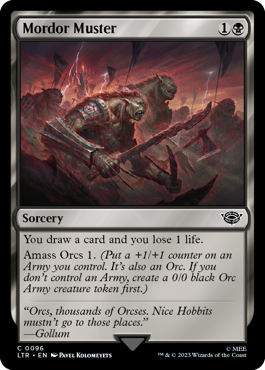 Mordor Muster 1
Sorcery
You draw a card and you lose 1 life.
Amass Orcs 1. (Put a +1/+1 counter on an
Army you control. It's also an Orc. If you
don't control an Army, create a 0/0 black Orc
Army creature token first.)
"Orcs, thousands of Orcses. Nice Hobbits
mustn't go to those places."
—Gollum
C 0096
LTR • EN PAVEL KOLOMEYETS
© MEE
™ & © 2023 Wizards of the Coast